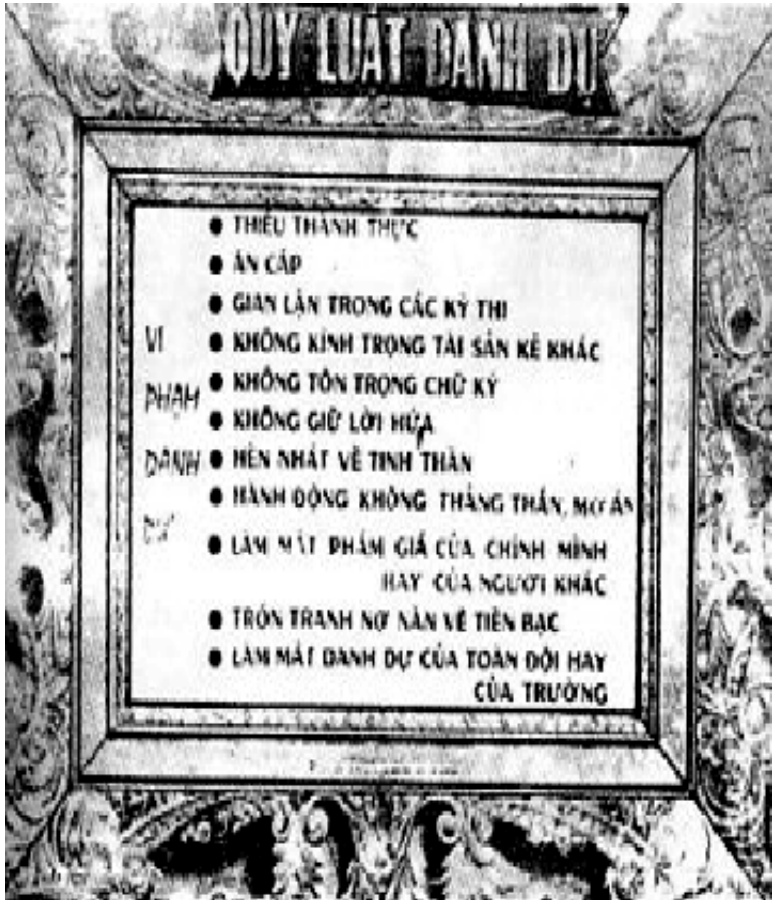 QUY LUẬT DANH DỰ
VI
PHẠM
DANH
DỰ
● THIẾU THÀNH THỰC
● ĂN CẮP
● GIAN LẬN TRONG CÁC KỲ THI
● KHÔNG KÍNH TRỌNG TÀI SẢN KẺ KHÁC
● KHÔNG TÔN TRỌNG CHỮ KÝ
● KHÔNG GIỮ LỜI HỨA
● HÈN NHÁT VỀ TINH THẦN
● HÀNH ĐỘNG KHÔNG THẲNG THẮN, MỜ ÁM
● LÀM MẤT PHẨM GIÁ CỦA CHÍNH MÌNH
HAY CỦA NGƯỜI KHÁC
● TRỐN TRÁNH NỢ NẦN VỀ TIỀN BẠC
● LÀM MẤT DANH DỰ CỦA TOÀN ĐỘI HAY
CỦA TRƯỜNG